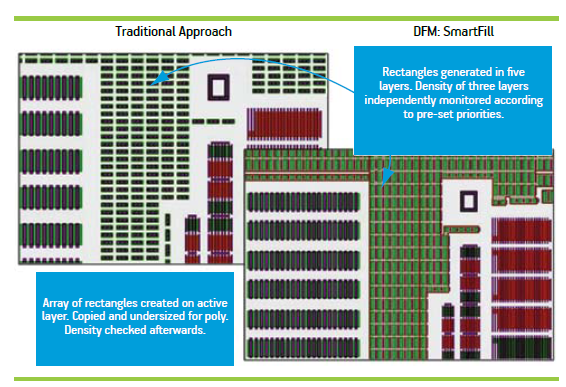 Traditional Approach
DFM: SmartFill
Rectangles generated in five
layers. Density of three layers
independently monitored according
to pre-set priorities.
Array of rectangles created on active
layer. Copied and undersized for poly.
Density checked afterwards.